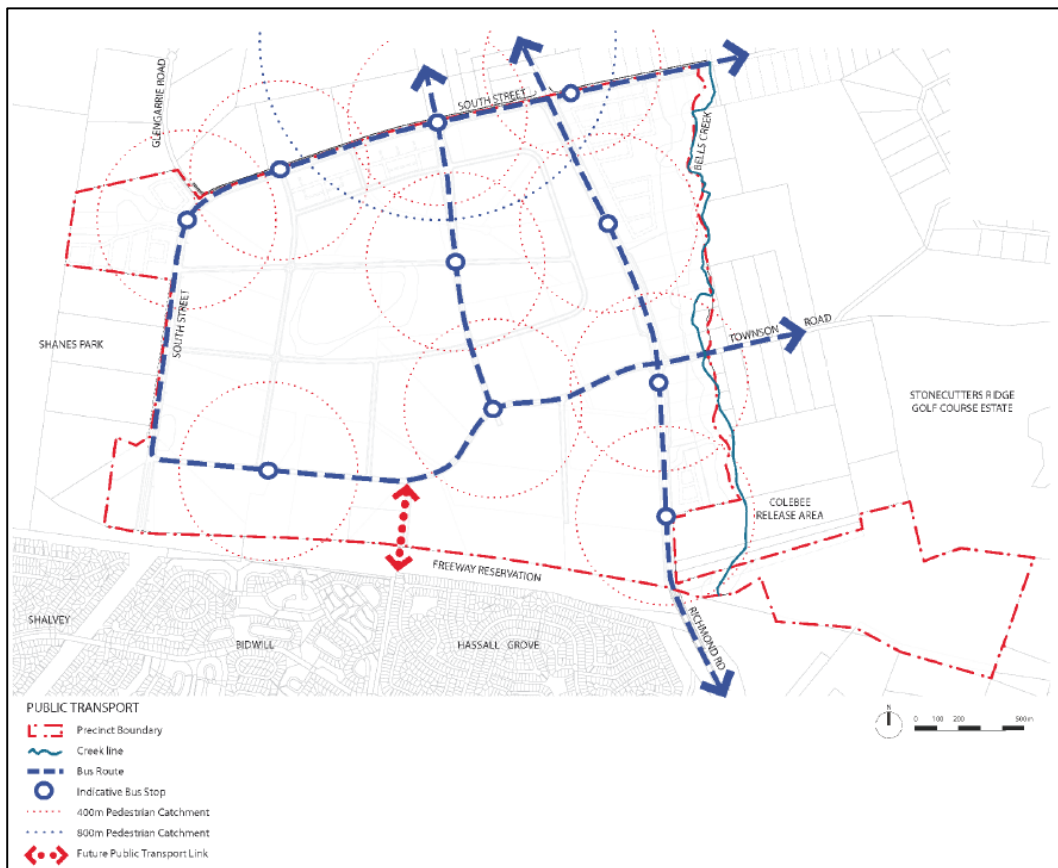 GLENGARRIE ROAD
SOUTH STREET
BELLS CREEK
SOUTH STREET
SHANES PARK
TOWNSON
ROAD
STONECUTTERS RIDGE
GOLF COURSE ESTATE
COLEBEE
RELEASE AREA
FREEWAY RESERVATION
SHALVEY
BIDWILL
HASSALL GROVE
RICHMOND RD
PUBLIC TRANSPORT
Precinct Boundary
Creek line
Bus Route
Indicative Bus Stop
400m Pedestrian Catchment
800m Pedestrian Catchment
Future Public Transport Link
N
0 100 200 500m